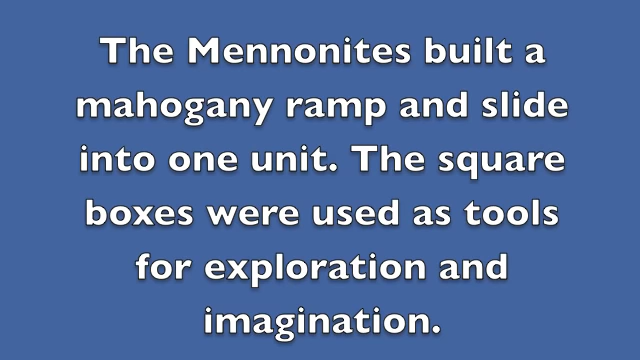 The Mennonites built a
mahogany ramp and slide
into one unit. The square
boxes were used as tools
for exploration and
imagination.